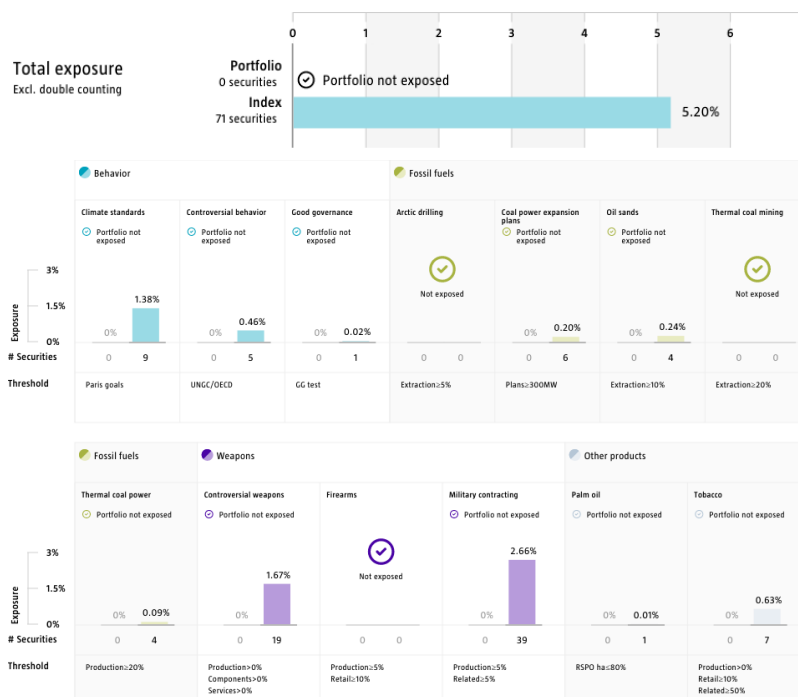 0 1 2 3 4 5 6
Total exposure
Excl. double counting
Portfolio
0 securities
Portfolio not exposed
Index
71 securities
5.20%
Behavior
Fossil fuels
Climate standards
Controversial behavior
Good governance
Arctic drilling
Coal power expansion
plans
Oil sands
Thermal coal mining
Portfolio not
exposed
Portfolio not
exposed
Portfolio not
exposed
Portfolio not
exposed
Portfolio not
exposed
Not exposed
Not exposed
Exposure
3%
1.5%
0%
0% 1.38%
0% 0.46%
0% 0.02%
0% 0.20%
0% 0.24%
# Securities 0 9 0 5 0 1 0 0 0 6 0 4 0 0
Threshold Paris goals UNGC/OECD GG test Extraction≥5% Plans≥300MW Extraction≥10% Extraction≥20%
Fossil fuels
Weapons
Other products
Thermal coal power
Controversial weapons
Firearms
Military contracting
Palm oil
Tobacco
Portfolio not exposed
Portfolio not exposed
Portfolio not exposed
Portfolio not exposed
Portfolio not exposed
Not exposed
Exposure
3%
1.5%
0%
0% 0.09%
0% 1.67%
0% 2.66%
0% 0.01%
0% 0.63%
# Securities 0 4 0 19 0 0 0 39 0 1 0 7
Threshold
Production≥20%
Production>0%
Components>0%
Services>0%
Production≥5%
Retail≥10%
Production≥5%
Related≥5%
RSPO ha≤80%
Production>0%
Retail≥10%
Related≥50%